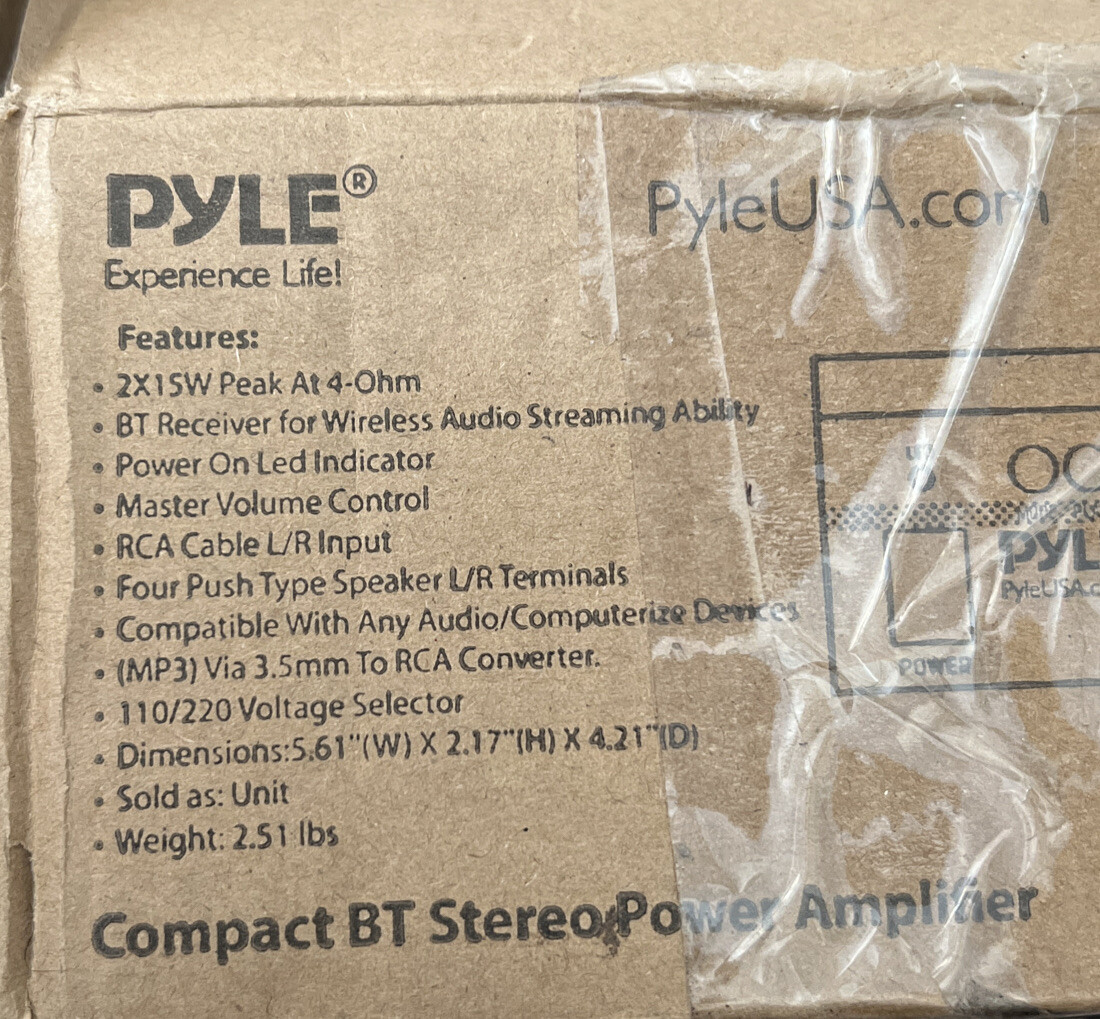 PYLE®
PyleUSA.com
Experience Life!
Features:
• 2X15W Peak At 4-Ohm
• BT Receiver for Wireless Audio Streaming Ability
• Power On Led Indicator
• Master Volume Control
• RCA Cable L/R Input
• Four Push Type Speaker L/R Terminals
• Compatible With Any Audio/Computerize Devices
• (MP3) Via 3.5mm To RCA Converter.
• 110/220 Voltage Selector
• Dimensions:5.61"(W) X 2.17"(H) X 4.21"(D)
• Sold as: Unit
• Weight: 2.51 lbs
PYL
PyleUSA.c
POWER
Compact BT Stereo Power Amplifier